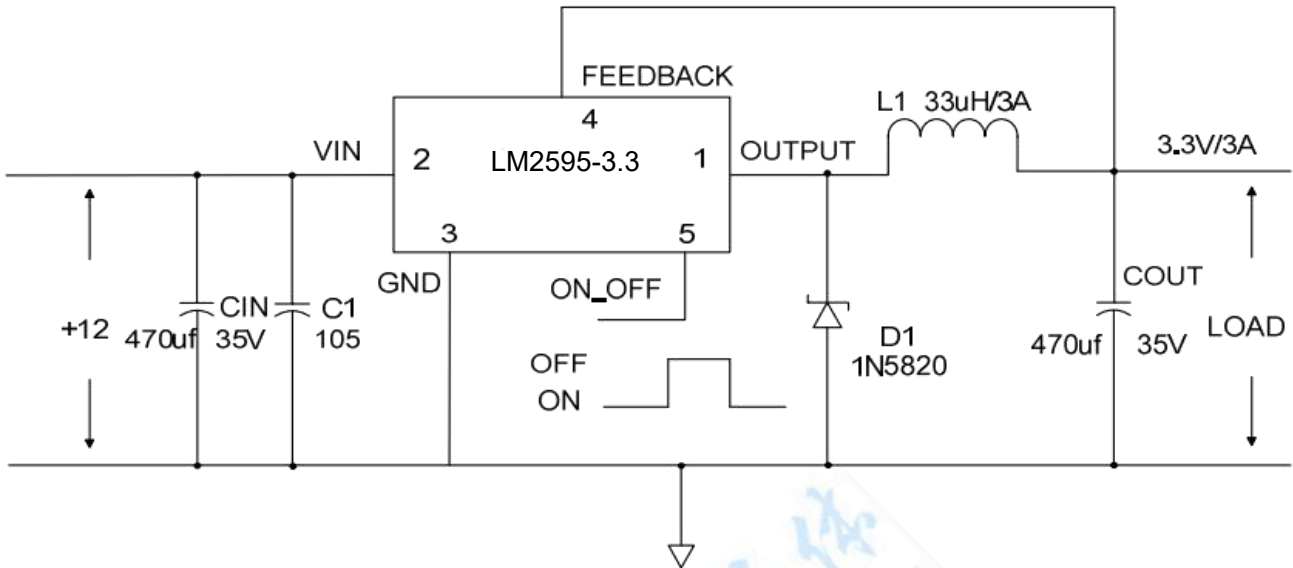 FEEDBACK
L1 33uH/3A
4
VIN
2
LM2595-3.3
1
OUTPUT
3.3V/3A
3
5
GND
ON_OFF
COUT
+12
CIN
470uf 35V
C1
105
OFF
ON
D1
1N5820
470uf 35V
LOAD